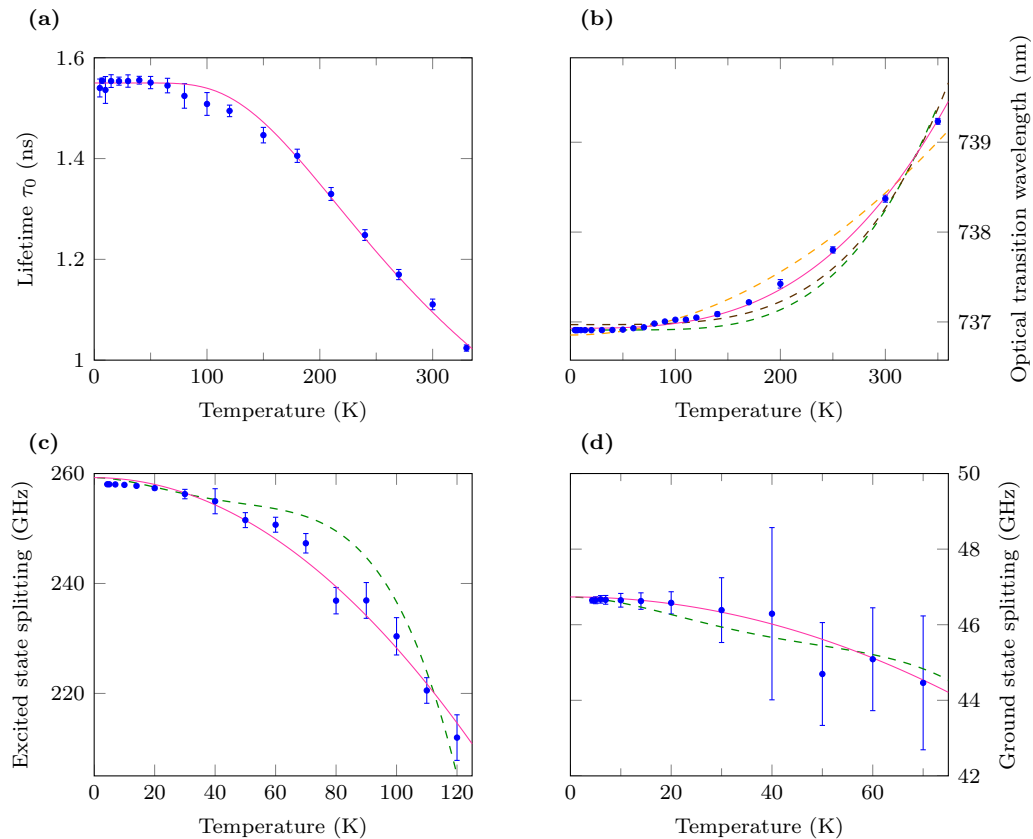 (a)
1.6
1.4
1.2
1
Lifetime τ0 (ns)
0 100 200 300
Temperature (K)
(b)
739
738
737
Optical transition wavelength (nm)
0 100 200 300
Temperature (K)
(c)
260
240
220
Excited state splitting (GHz)
0 20 40 60 80 100 120
Temperature (K)
(d)
50
48
46
44
42
Ground state splitting (GHz)
0 20 40 60
Temperature (K)